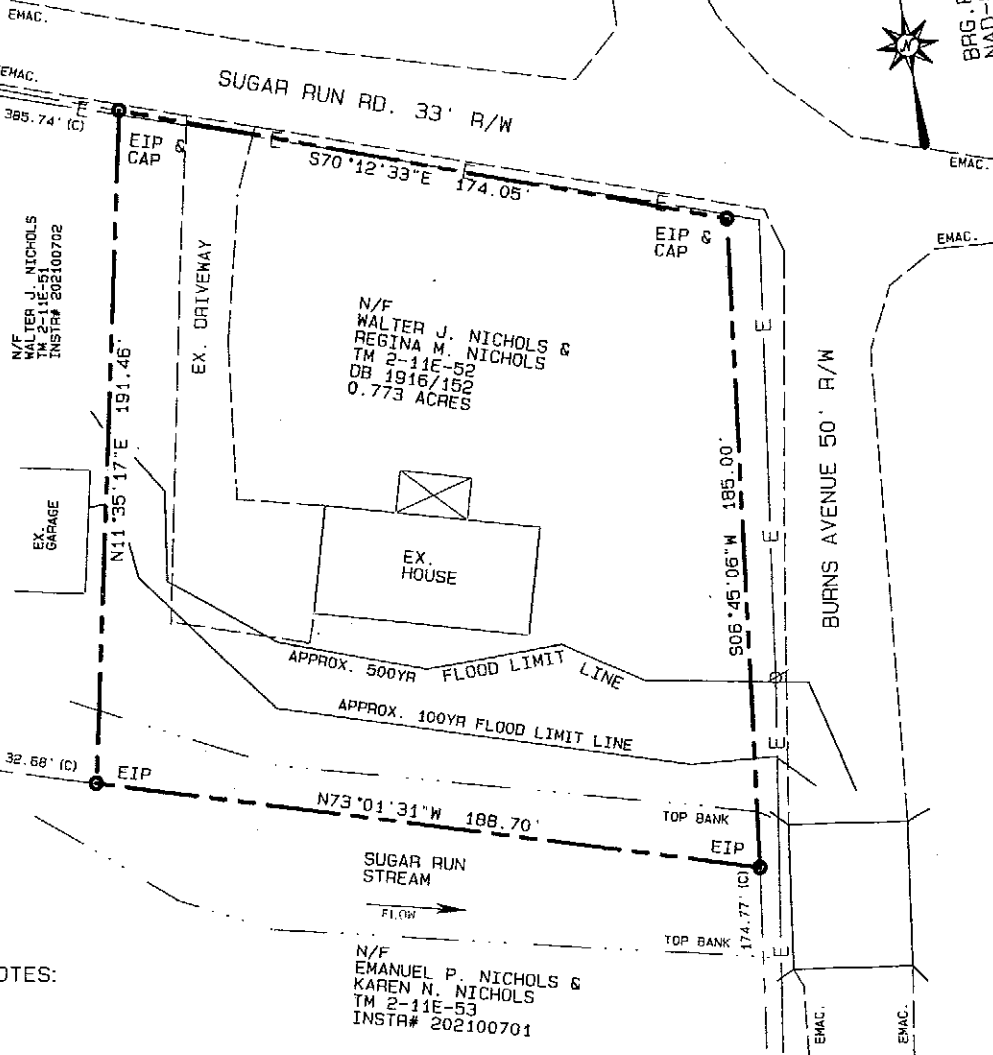 EMAC.
BRG.
NAD-
EMAC.
385.74' (C)
SUGAR RUN RD. 33' R/W
E
EIP &
CAP
E
S70°12'33"E 174.05'
E
E
EMAC.
EIP &
CAP
EMAC.
N
N/F
WALTER J. NICHOLS
TM 2-11E-51
INSTR# 202100702
EX. DRIVEWAY
N/F
WALTER J. NICHOLS &
REGINA M. NICHOLS
TM 2-11E-52
DB 1916/152
0.773 ACRES
E
N11°35'17"E 191.46'
S06°45'06"W 185.00'
BURNS AVENUE 50' R/W
EX.
GARAGE
EX.
HOUSE
E
APPROX. 500YR FLOOD LIMIT LINE
APPROX. 100YR FLOOD LIMIT LINE
E
32.68' (C)
EIP
N73°01'31"W 188.70'
TOP BANK
EIP
SUGAR RUN
STREAM
FLOW
174.77' (C)
TOP BANK
E
N/F
EMANUEL P. NICHOLS &
KAREN N. NICHOLS
TM 2-11E-53
INSTR# 202100701
OTES:
EMAC.
EMAC.